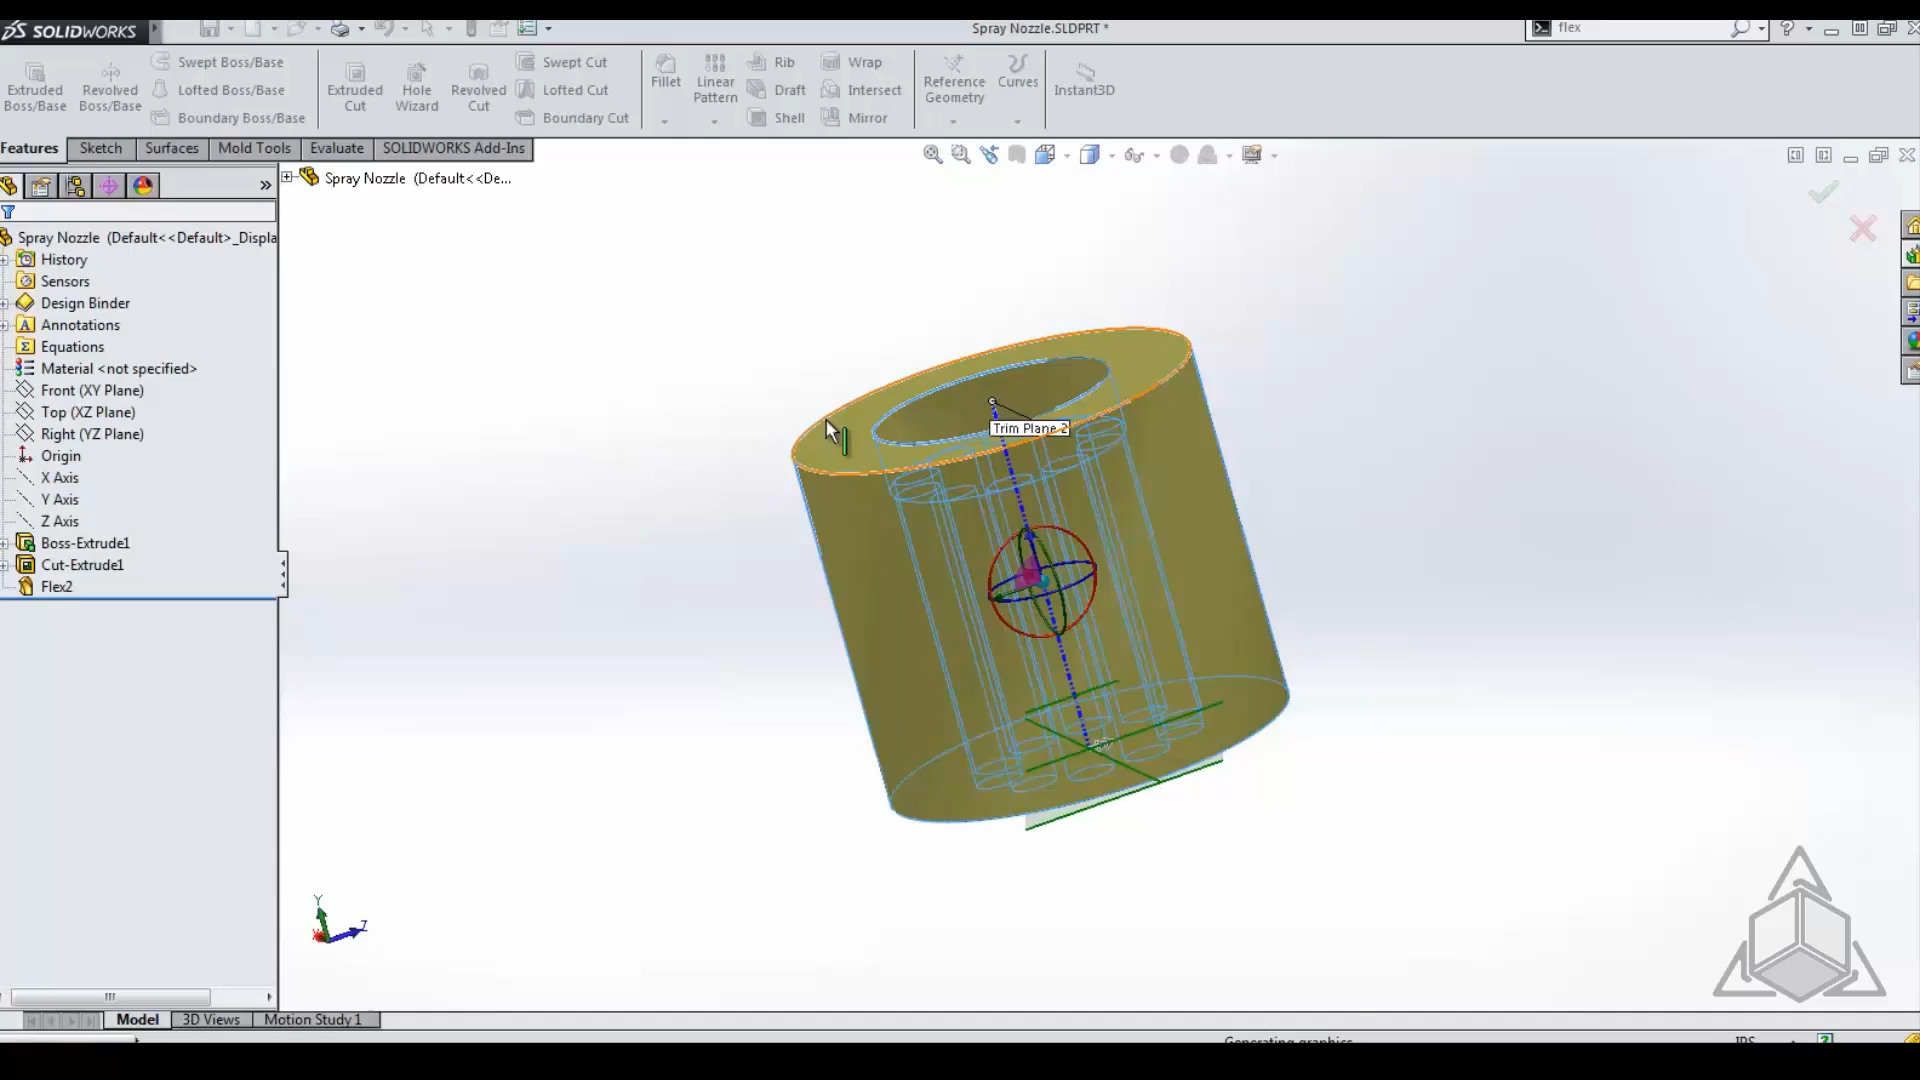 SOLIDWORKS
Spray Nozzle.SLDPRT *
flex
Extruded Boss/Base
Revolved Boss/Base
Swept Boss/Base
Lofted Boss/Base
Boundary Boss/Base
Extruded Cut
Hole Wizard
Revolved Cut
Swept Cut
Lofted Cut
Boundary Cut
Fillet
Linear Pattern
Rib
Draft
Shell
Wrap
Intersect
Mirror
Reference Geometry
Curves
Instant3D
Features
Sketch
Surfaces
Mold Tools
Evaluate
SOLIDWORKS Add-Ins
Spray Nozzle (Default<<De...
Spray Nozzle (Default<<Default>_Displa
History
Sensors
Design Binder
Annotations
Equations
Material <not specified>
Front (XY Plane)
Top (XZ Plane)
Right (YZ Plane)
Origin
X Axis
Y Axis
Z Axis
Boss-Extrude1
Cut-Extrude1
Flex2
Trim Plane 2
Y
Z
X
Model
3D Views
Motion Study 1
Generating graphics
IPS